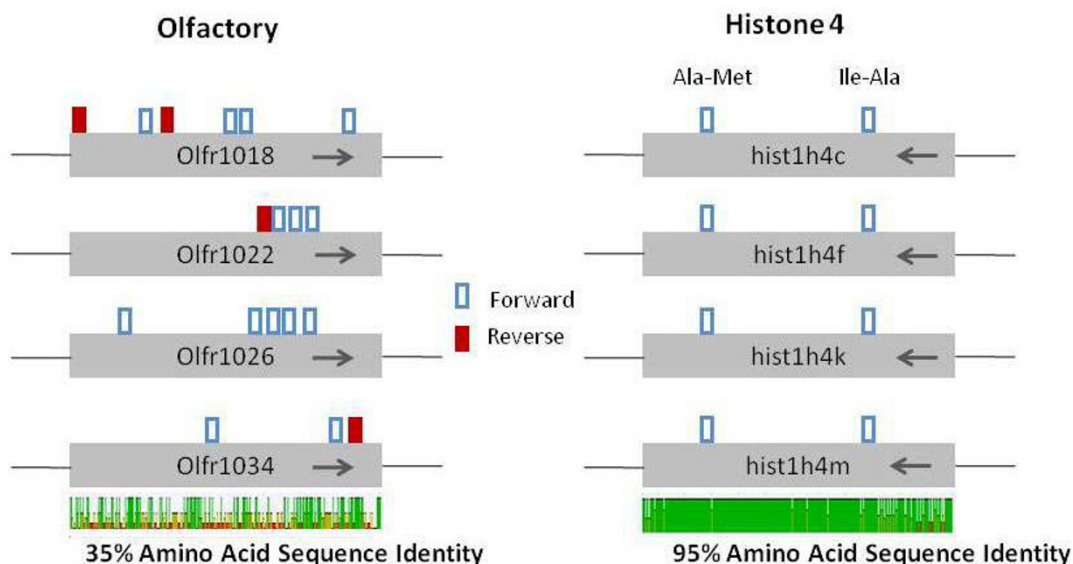 Olfactory
Histone 4
Ala-Met
Ile-Ala
Olfr1018
hist1h4c
Olfr1022
hist1h4f
Forward
Reverse
Olfr1026
hist1h4k
Olfr1034
hist1h4m
35% Amino Acid Sequence Identity
95% Amino Acid Sequence Identity